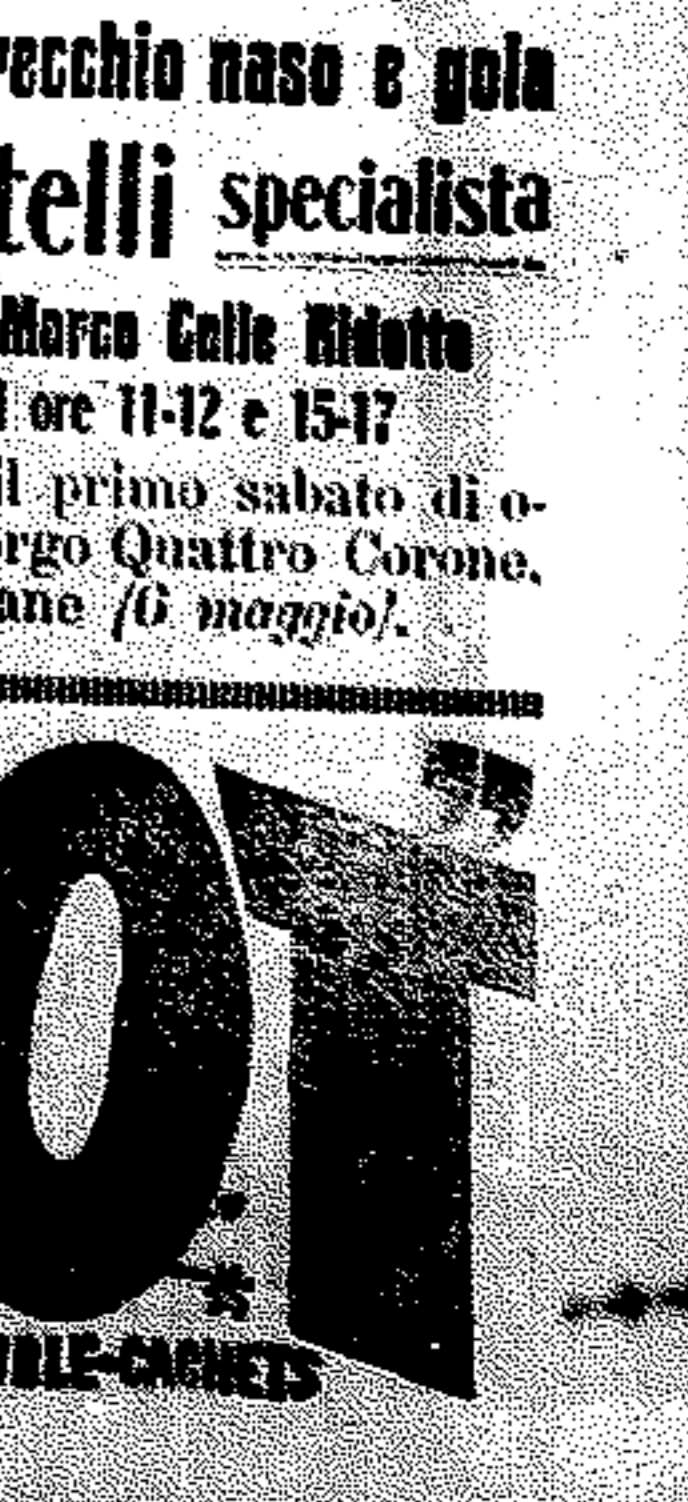 recchio naso e gola
telli specialista
Marco Calle Ridotto
ore 11-12 e 15-17
il primo sabato di o-
rgo Quattro Corone,
ane (6 maggio).
OT"
-CACHETS